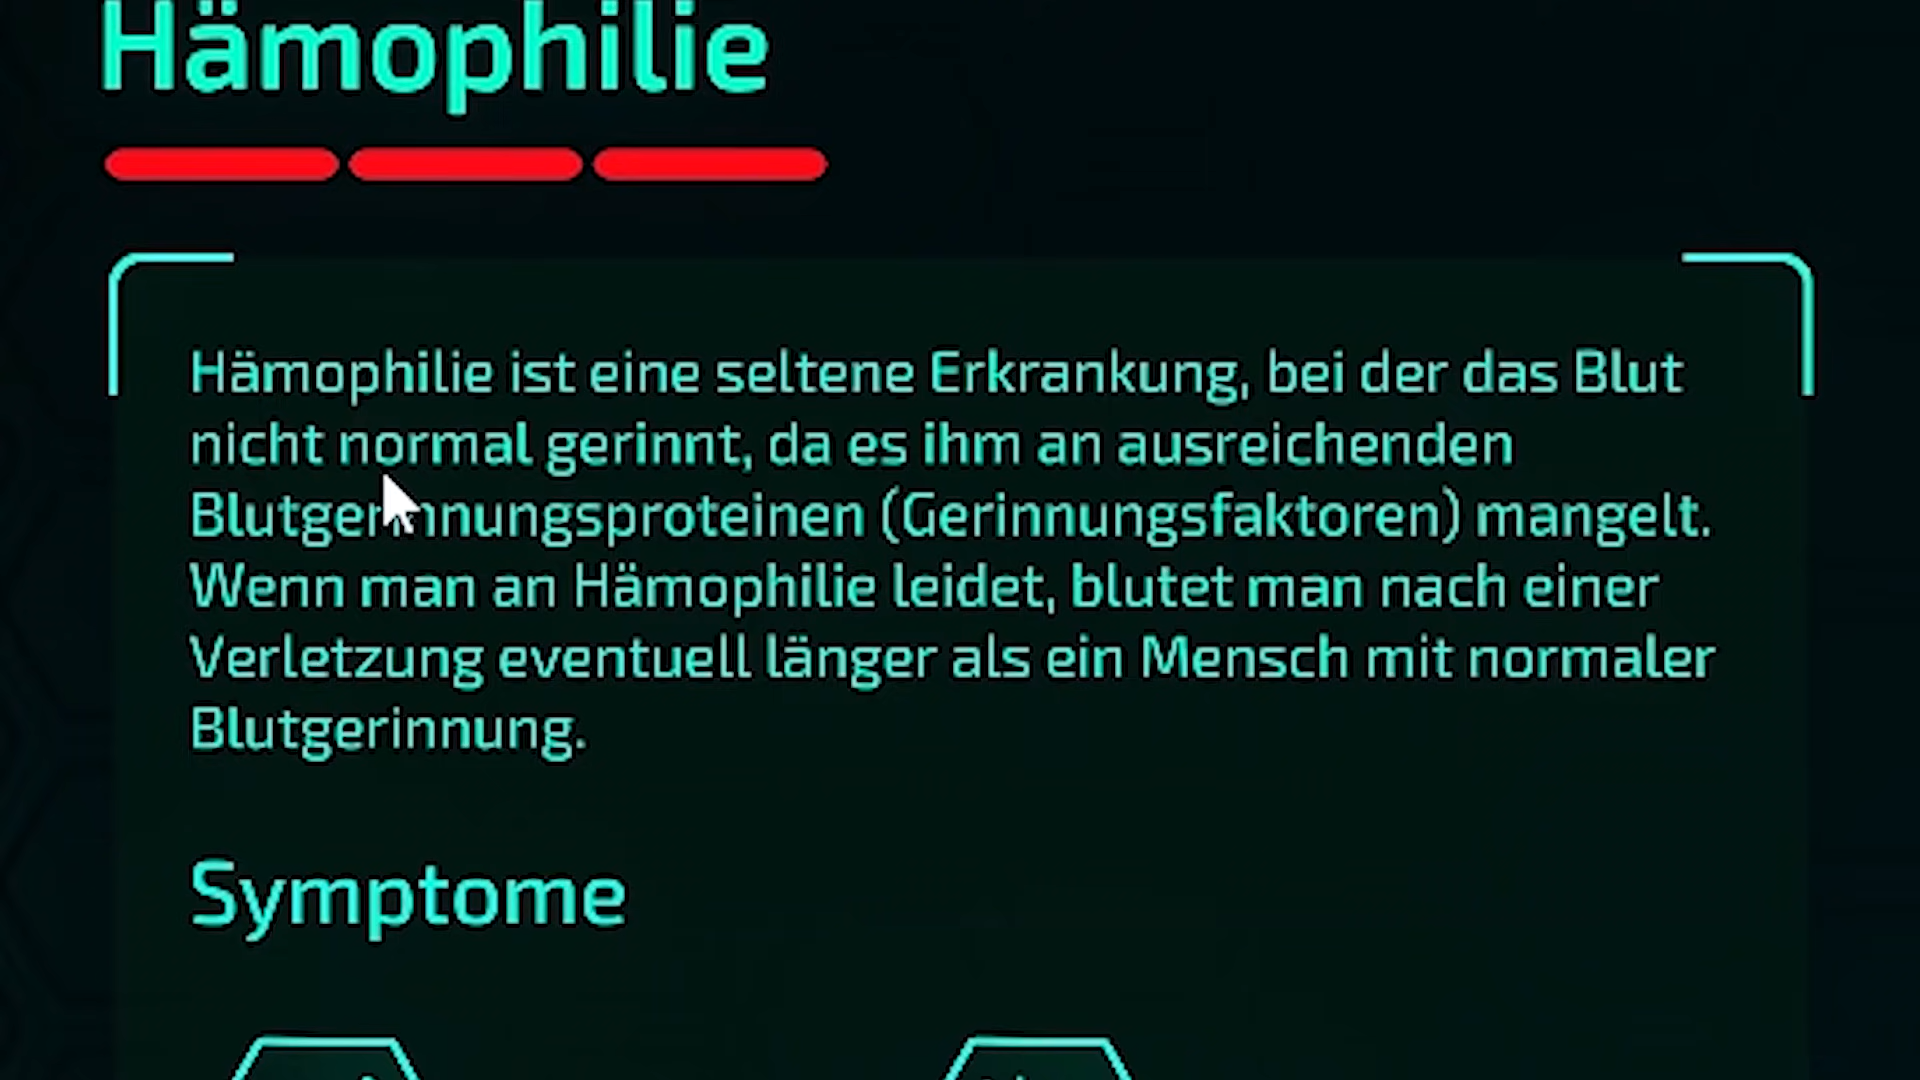 Hämophilie
Hämophilie ist eine seltene Erkrankung, bei der das Blut
nicht normal gerinnt, da es ihm an ausreichenden
Blutgerinnungsproteinen (Gerinnungsfaktoren) mangelt.
Wenn man an Hämophilie leidet, blutet man nach einer
Verletzung eventuell länger als ein Mensch mit normaler
Blutgerinnung.
Symptome